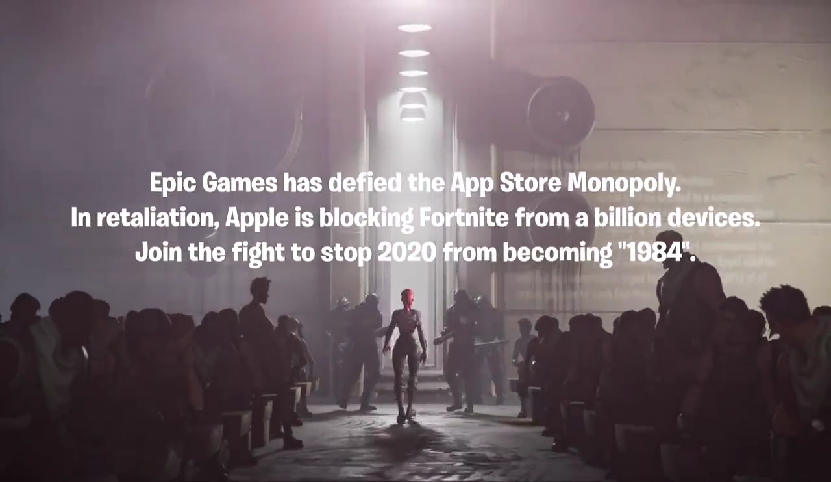 Epic Games has defied the App Store Monopoly.
In retaliation, Apple is blocking Fortnite from a billion devices.
Join the fight to stop 2020 from becoming "1984".